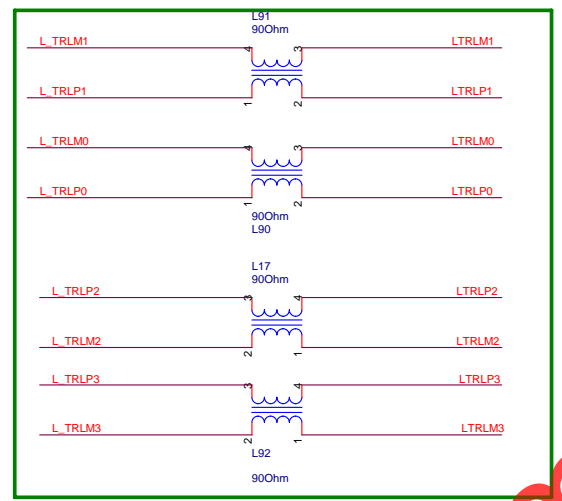 L91
90Ohm
L_TRLM1 4 3 LTRLM1
L_TRLP1 1 2 LTRLP1
L_TRLM0 4 3 LTRLM0
L_TRLP0 1 2 LTRLP0
90Ohm
L90
L17
90Ohm
L_TRLP2 3 4 LTRLP2
L_TRLM2 2 1 LTRLM2
L_TRLP3 3 4 LTRLP3
L_TRLM3 2 1 LTRLM3
L92
90Ohm